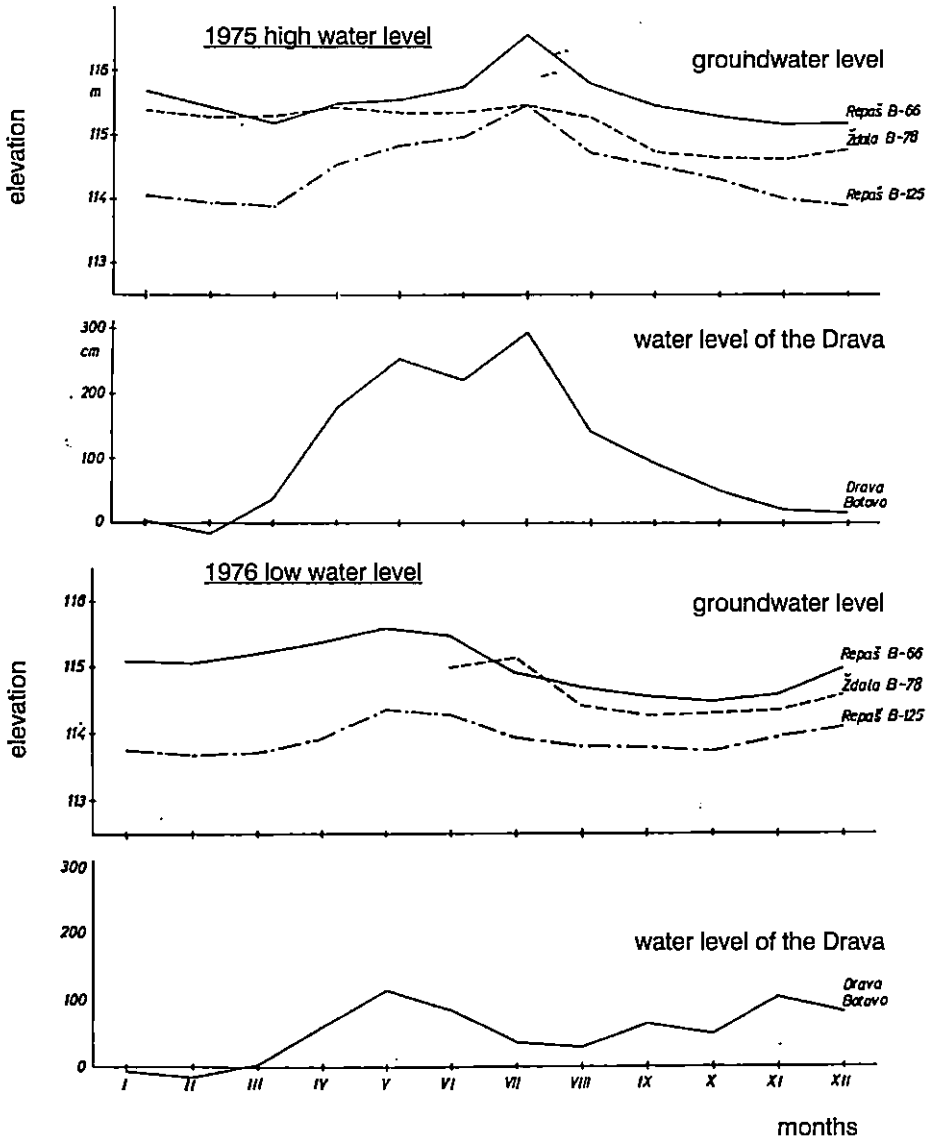 1975 high water level
groundwater level
elevation
116
m
115
114
113
Repaš B-66
Ždala B-78
Repaš B-125
300
cm
200
100
0
water level of the Drava
Drava
Botovo
1976 low water level
groundwater level
elevation
116
115
114
113
Repaš B-66
Ždala B-78
Repaš B-125
300
200
100
0
water level of the Drava
Drava
Botovo
I II III IV V VI VII VIII IX X XI XII
months